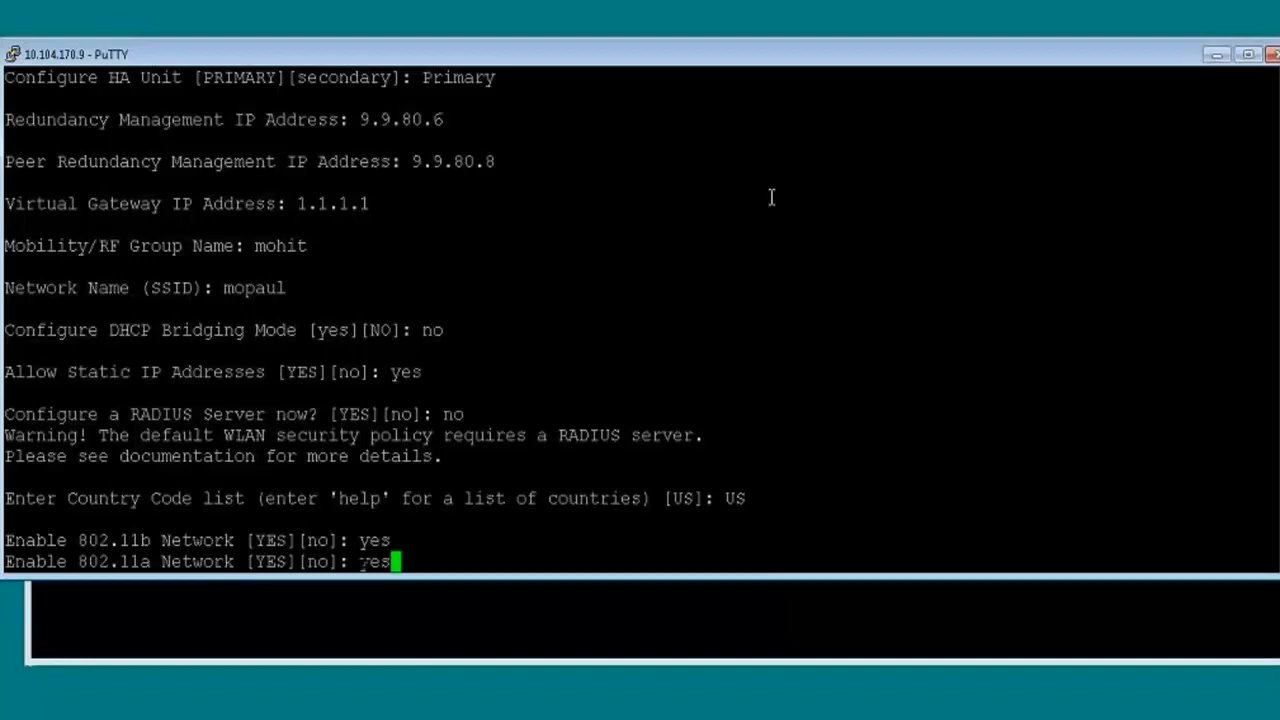 10.104.170.9 - PuTTY
Configure HA Unit [PRIMARY][secondary]: Primary
Redundancy Management IP Address: 9.9.80.6
Peer Redundancy Management IP Address: 9.9.80.8
Virtual Gateway IP Address: 1.1.1.1
Mobility/RF Group Name: mohit
Network Name (SSID): mopaul
Configure DHCP Bridging Mode [yes][NO]: no
Allow Static IP Addresses [YES][no]: yes
Configure a RADIUS Server now? [YES][no]: no
Warning! The default WLAN security policy requires a RADIUS server.
Please see documentation for more details.
Enter Country Code list (enter 'help' for a list of countries) [US]: US
Enable 802.11b Network [YES][no]: yes
Enable 802.11a Network [YES][no]: yes